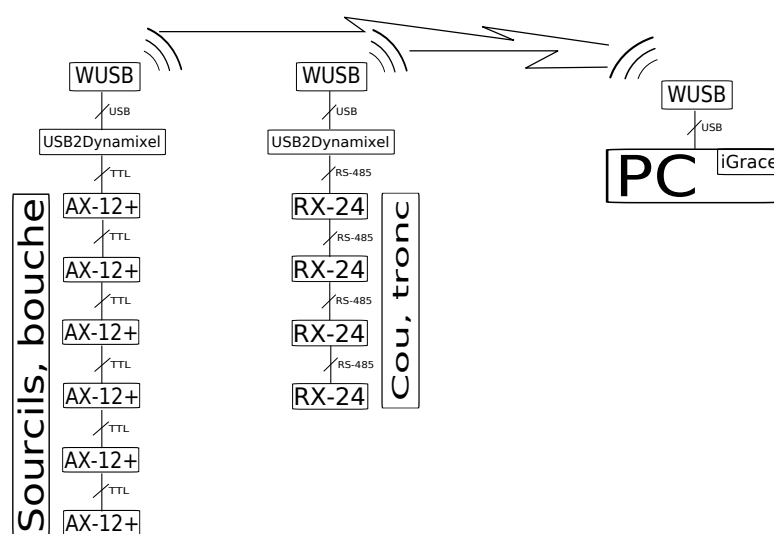 WUSB
USB
USB2Dynamixel
TTL
AX-12+
TTL
AX-12+
TTL
AX-12+
TTL
AX-12+
TTL
AX-12+
TTL
AX-12+
Sourcils, bouche
WUSB
USB
USB2Dynamixel
RS-485
RX-24
RS-485
RX-24
RS-485
RX-24
RS-485
RX-24
Cou, tronc
WUSB
USB
PC
iGrace